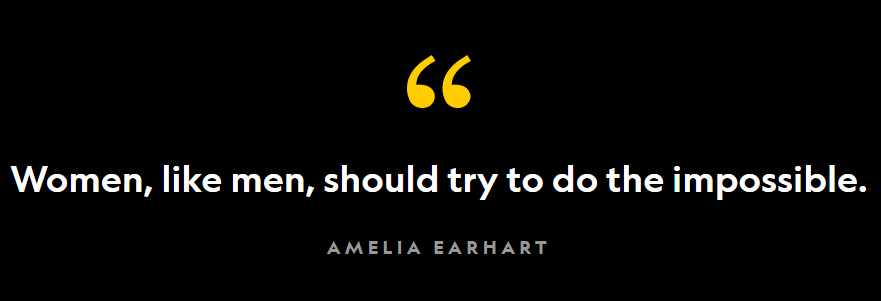 “
Women, like men, should try to do the impossible.
AMELIA EARHART